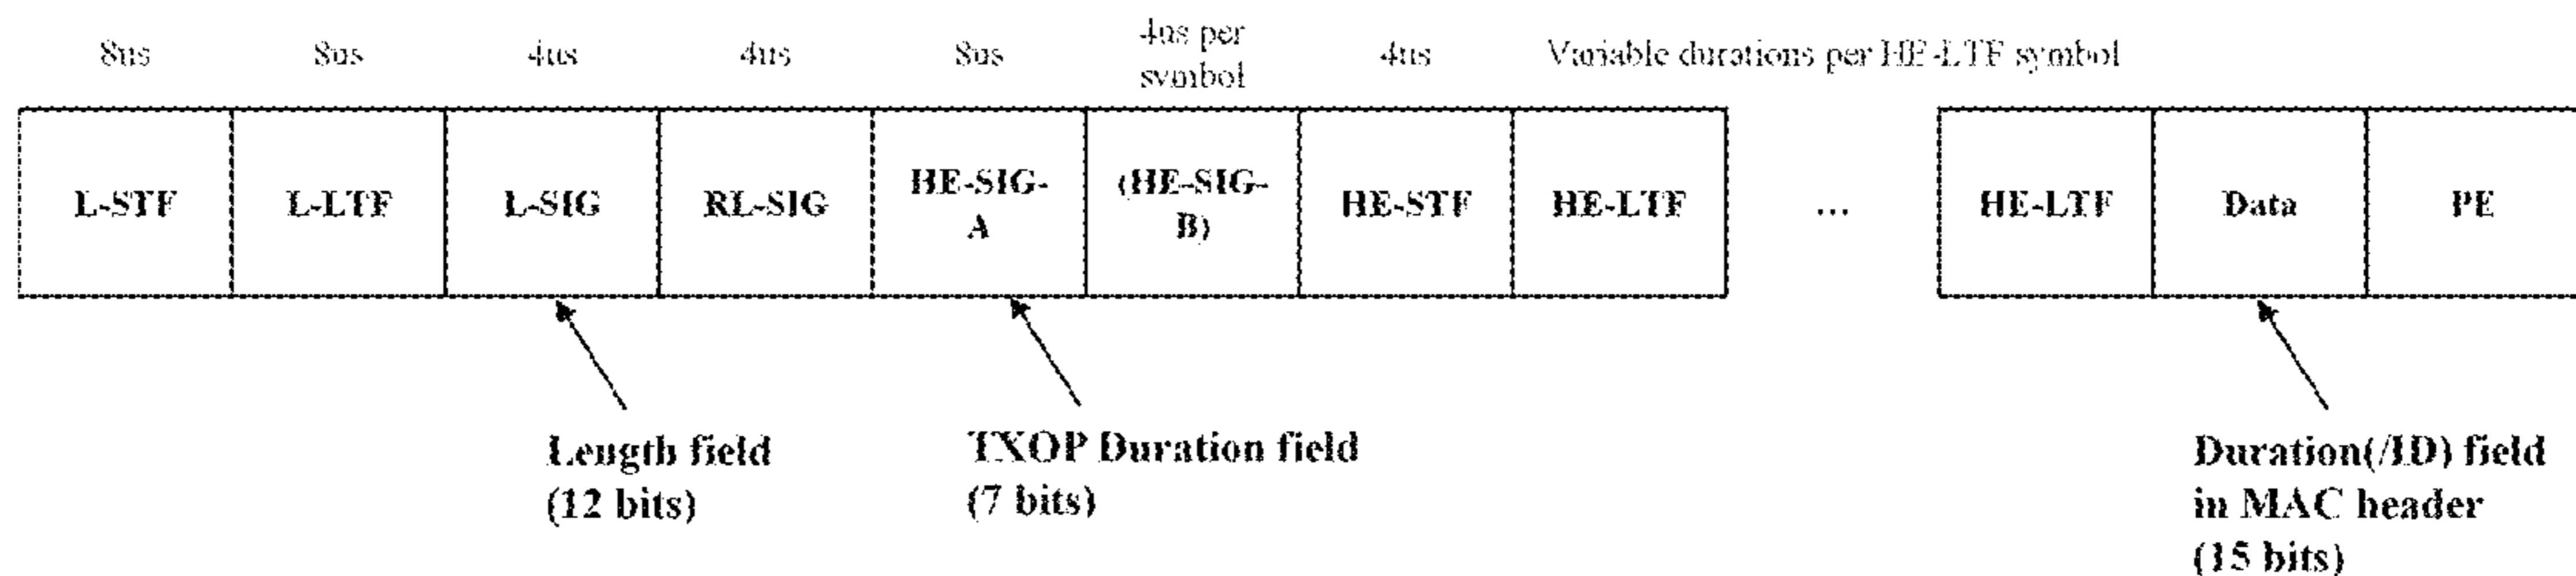 8us 8us 4us 4us 8us 4us per symbol 4us Variable durations per HE-LTF symbol
L-STF L-LTF L-SIG RL-SIG HE-SIG-A (HE-SIG-B) HE-STF HE-LTF ... HE-LTF Data PE
Length field
(12 bits)
TXOP Duration field
(7 bits)
Duration(/ID) field
in MAC header
(15 bits)